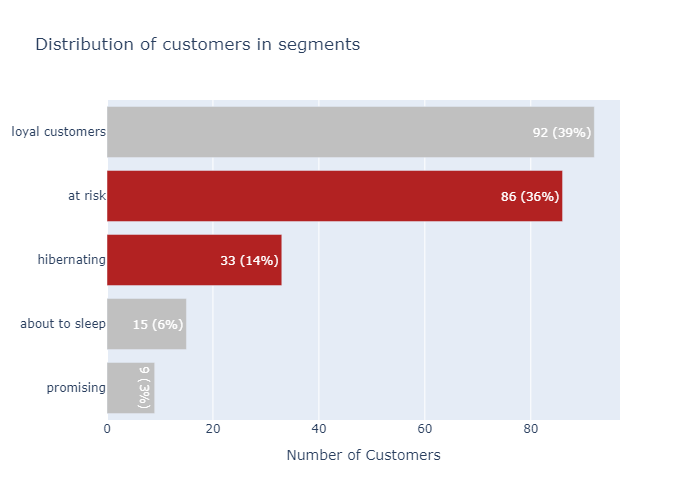 Distribution of customers in segments
loyal customers
92 (39%)
at risk
86 (36%)
hibernating
33 (14%)
about to sleep
15 (6%)
promising
9 (3%)
0 20 40 60 80
Number of Customers